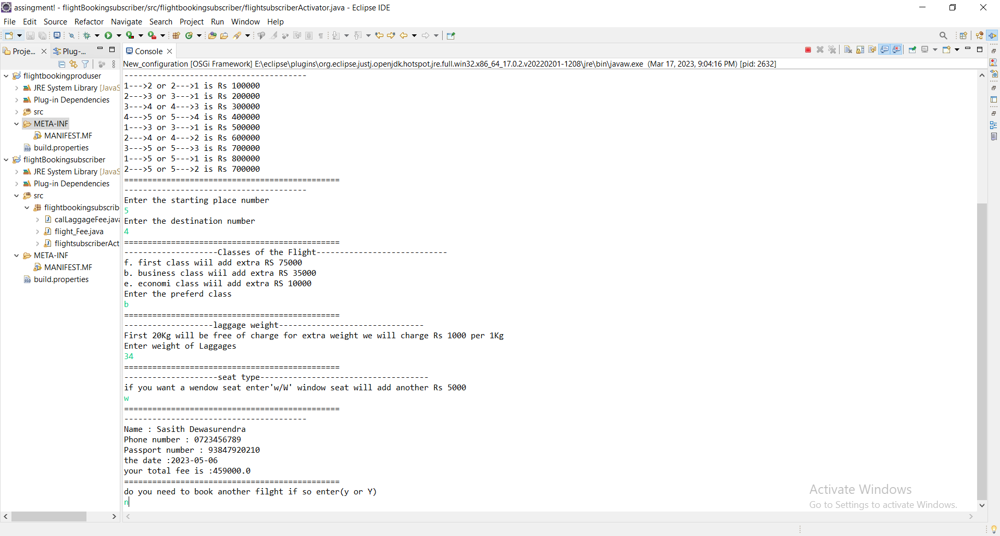 assingment! - flightBookingsubscriber/src/flightbookingsubscriber/flightsubscriberActivator.java - Eclipse IDE
File Edit Source Refactor Navigate Search Project Run Window Help
Proje... Plug-...
flightbookingproduser
JRE System Library [JavaS
Plug-in Dependencies
src
META-INF
MANIFEST.MF
build.properties
flightBookingsubscriber
JRE System Library [JavaS
Plug-in Dependencies
src
flightbookingsubscrib
calLaggageFee.java
flight_Fee.java
flightsubscriberAct
META-INF
MANIFEST.MF
build.properties
Console
New_configuration [OSGi Framework] E:\eclipse\plugins\org.eclipse.justj.openjdk.hotspot.jre.full.win32.x86_64_17.0.2.v20220201-1208\jre\bin\javaw.exe (Mar 17, 2023, 9:04:16 PM) [pid: 2632]
---------------------------------------
1--->2 or 2--->1 is Rs 100000
2--->3 or 3--->1 is Rs 200000
3--->4 or 4--->3 is Rs 300000
4--->5 or 5--->4 is Rs 400000
1--->3 or 3--->1 is Rs 500000
2--->4 or 4--->2 is Rs 600000
3--->5 or 5--->3 is Rs 700000
1--->5 or 5--->1 is Rs 800000
2--->5 or 5--->2 is Rs 700000
==============================================
---------------------------------------
Enter the starting place number
5
Enter the destination number
4
==============================================
--------------------Classes of the Flight----------------------------
f. first class wiil add extra RS 75000
b. business class wiil add extra RS 35000
e. economi class wiil add extra RS 10000
Enter the preferd class
b
==============================================
-------------------laggage weight-------------------------------
First 20Kg will be free of charge for extra weight we will charge Rs 1000 per 1Kg
Enter weight of Laggages
34
==============================================
--------------------seat type------------------------------------
if you want a wendow seat enter'w/W' window seat will add another Rs 5000
w
==============================================
---------------------------------------
Name : Sasith Dewasurendra
Phone number : 0723456789
Passport number : 93847920210
the date :2023-05-06
your total fee is :459000.0
==============================================
do you need to book another filght if so enter(y or Y)
n
Activate Windows
Go to Settings to activate Windows.